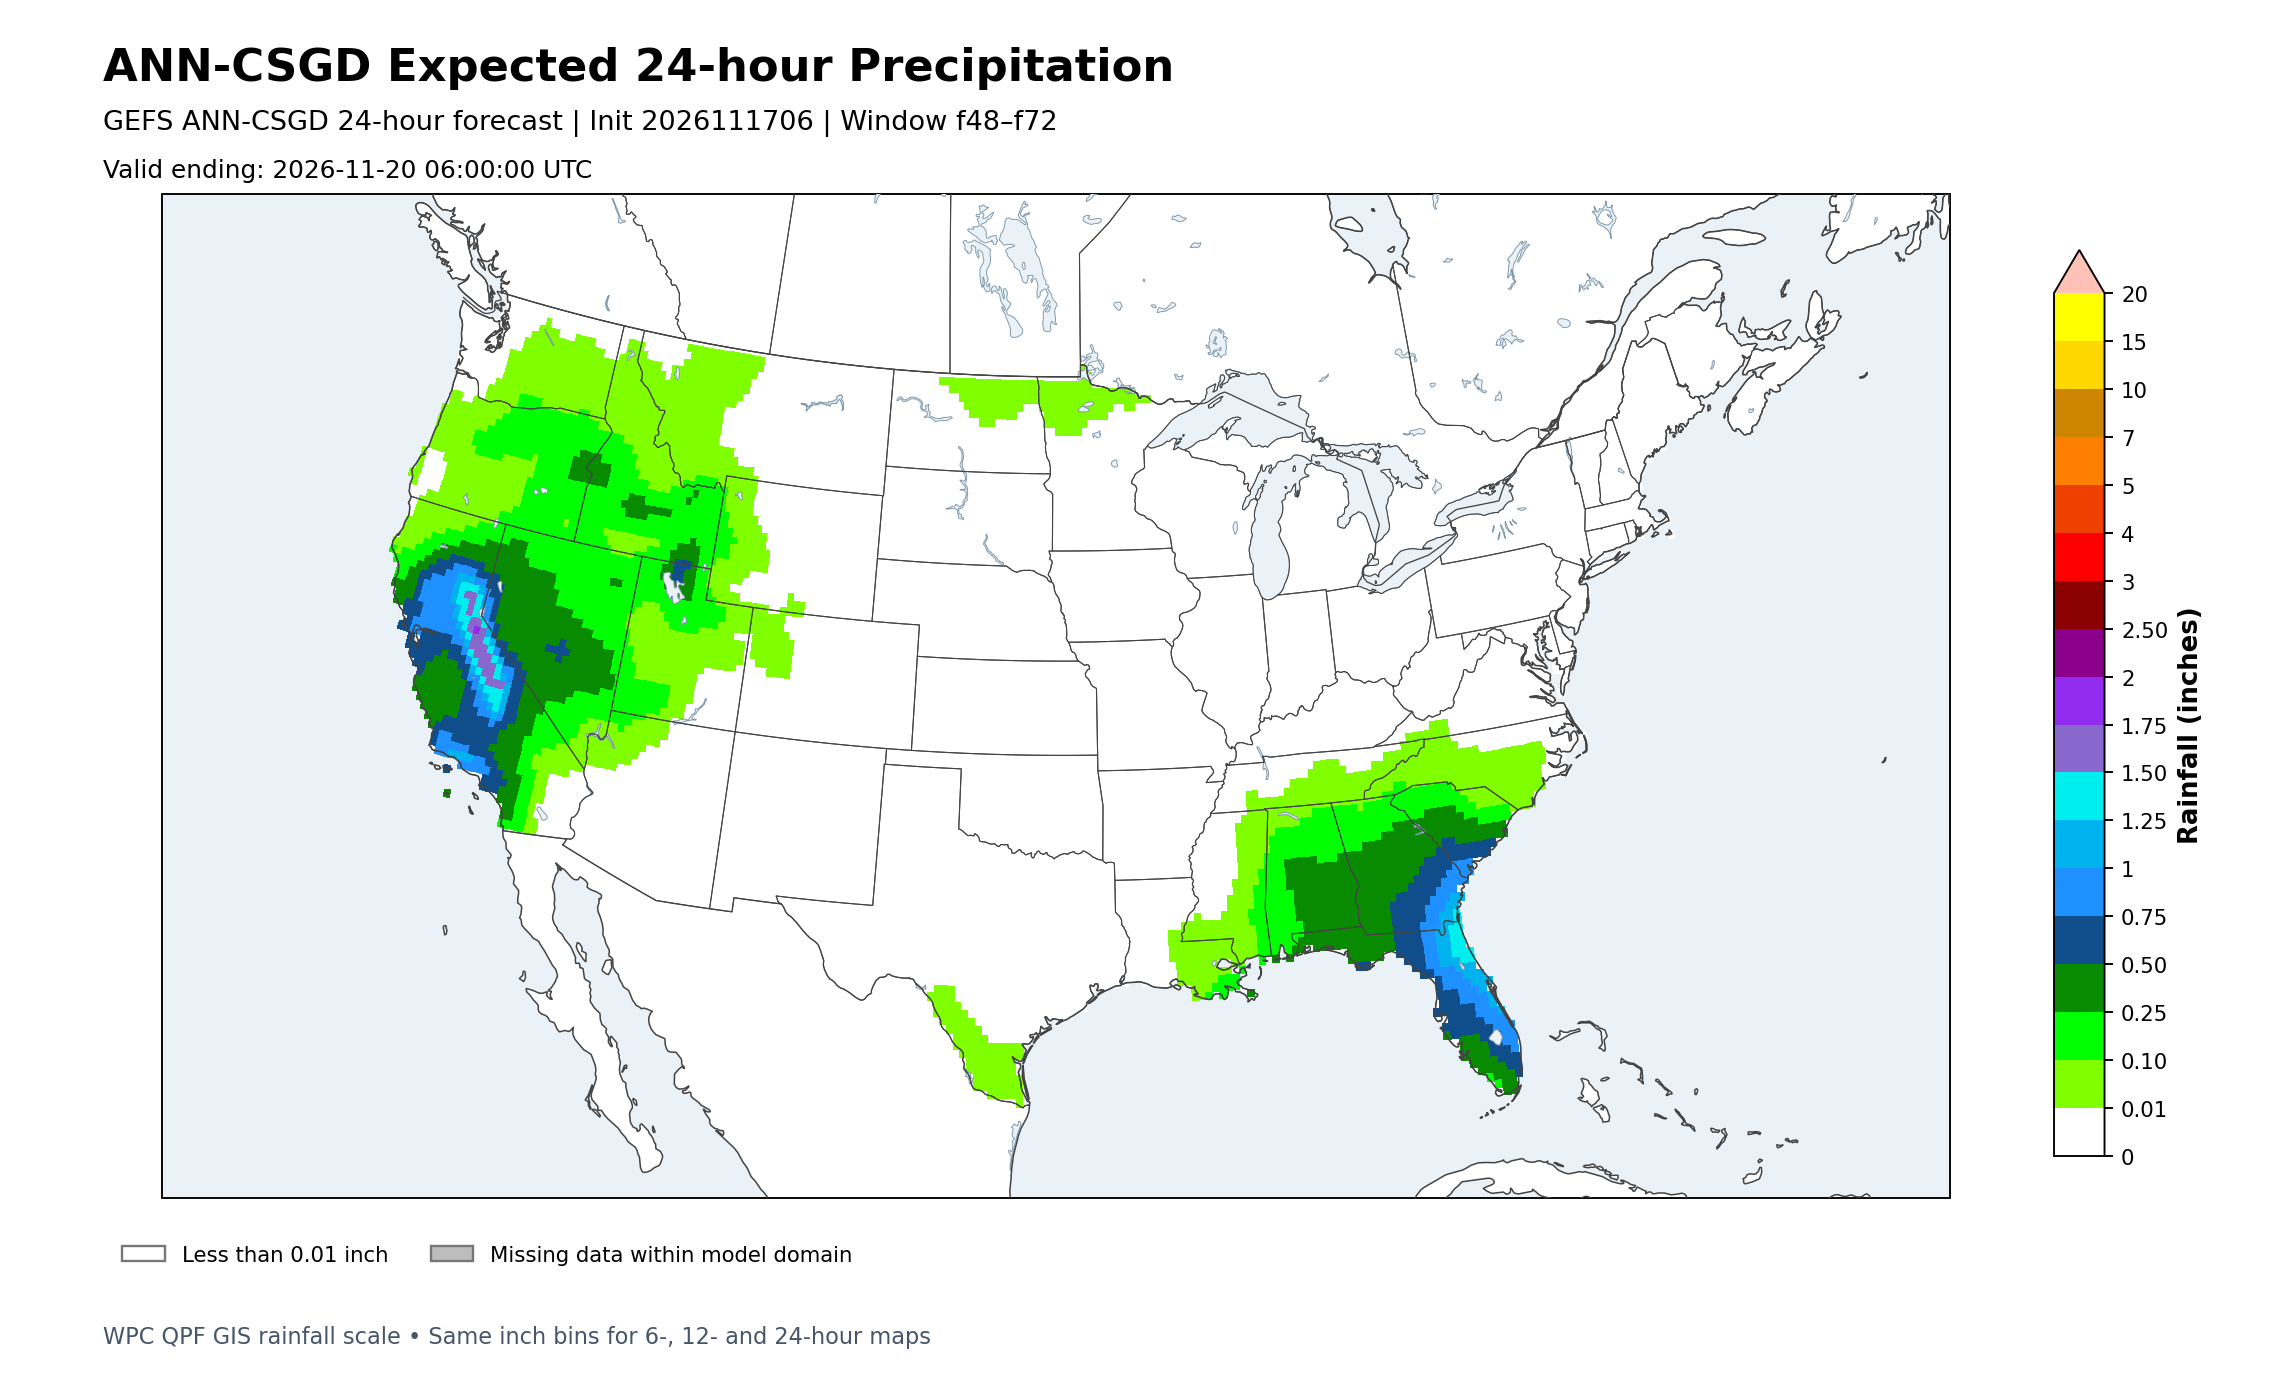 ANN-CSGD Expected 24-hour Precipitation
GEFS ANN-CSGD 24-hour forecast | Init 2026111706 | Window f48–f72
Valid ending: 2026-11-20 06:00:00 UTC
20
15
10
7
5
4
3
2.50
2
1.75
1.50
1.25
1
0.75
0.50
0.25
0.10
0.01
0
Rainfall (inches)
Less than 0.01 inch
Missing data within model domain
WPC QPF GIS rainfall scale • Same inch bins for 6-, 12- and 24-hour maps